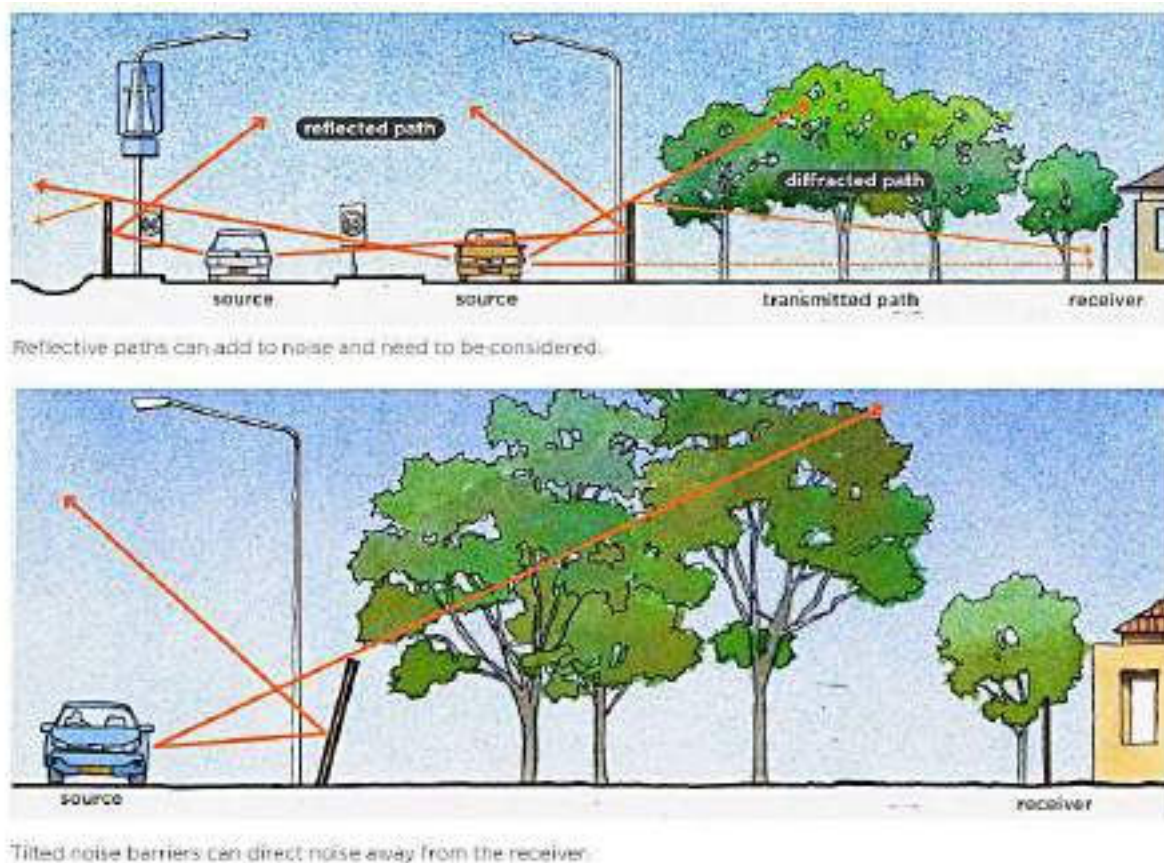 reflected path
diffracted path
source
source
transmitted path
receiver
Reflective paths can add to noise and need to be considered.
source
receiver
Tilted noise barriers can direct noise away from the receiver.